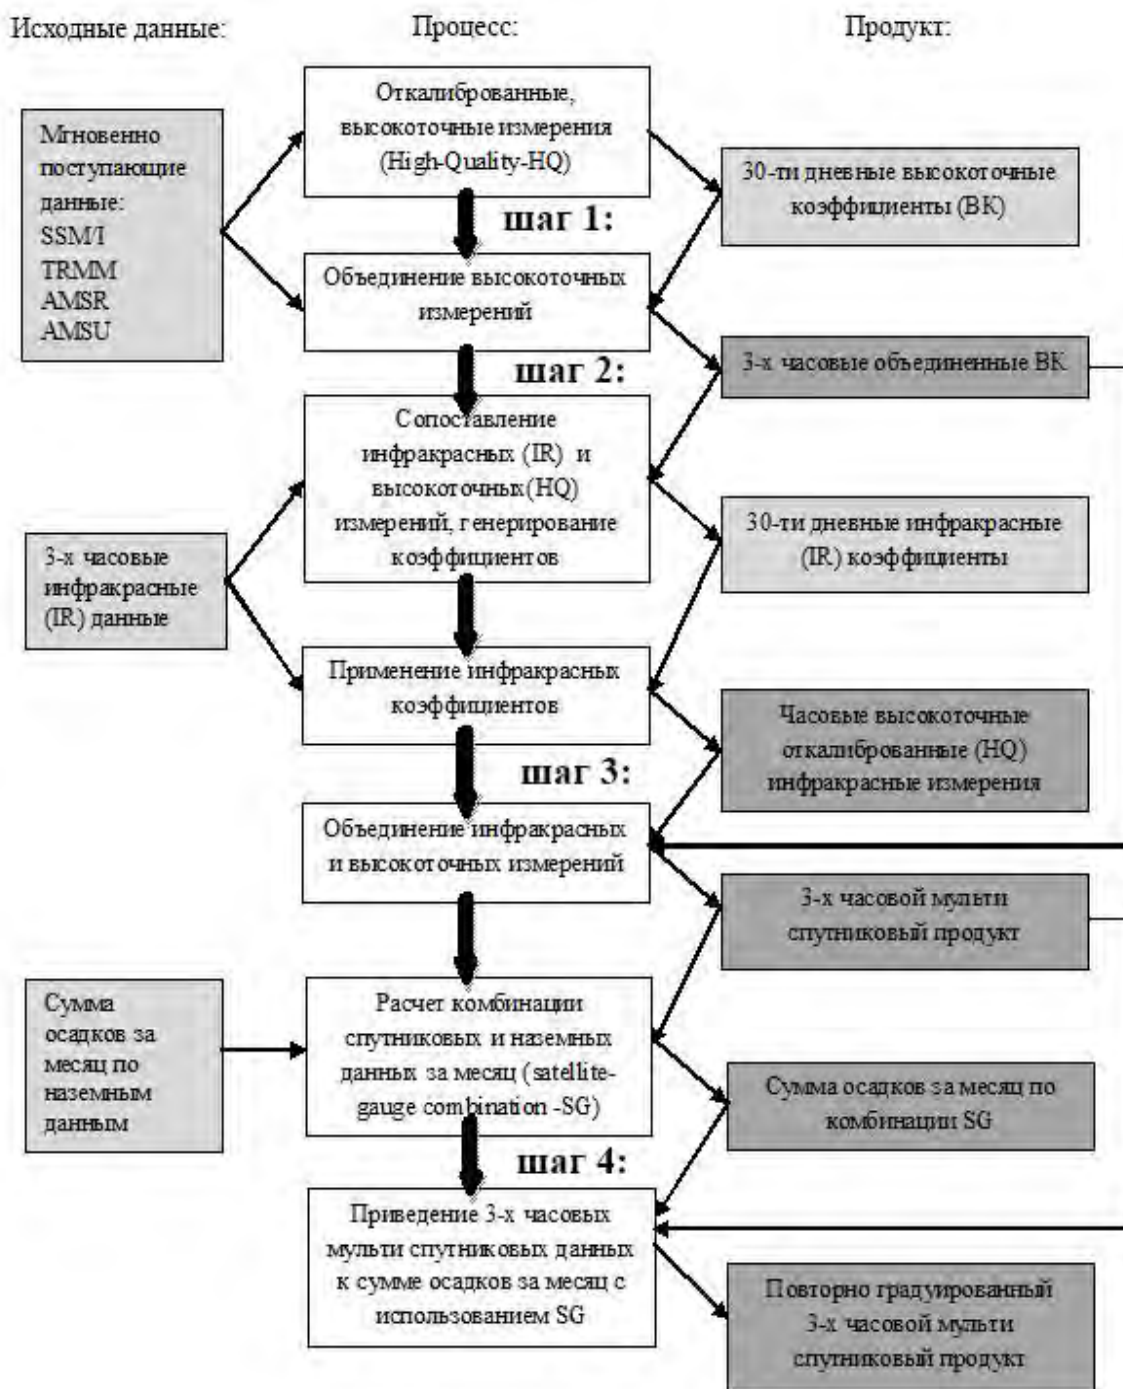 Исходные данные:
Процесс:
Продукт:
Мгновенно
поступающие
данные:
SSM/I
TRMM
AMSR
AMSU
Откалиброванные,
высокоточные измерения
(High-Quality-HQ)
30-ти дневные высокоточные
коэффициенты (ВК)
шаг 1:
Объединение высокоточных
измерений
3-х часовые объединенные ВК
шаг 2:
Сопоставление
инфракрасных (IR) и
высокоточных(HQ)
измерений, генерирование
коэффициентов
30-ти дневные инфракрасные
(IR) коэффициенты
3-х часовые
инфракрасные
(IR) данные
Применение инфракрасных
коэффициентов
Часовые высокоточные
откалиброванные (HQ)
инфракрасные измерения
шаг 3:
Объединение инфракрасных
и высокоточных измерений
3-х часовой мульти
спутниковый продукт
Сумма
осадков за
месяц по
наземным
данным
Расчет комбинации
спутниковых и наземных
данных за месяц (satellite-
gauge combination -SG)
Сумма осадков за месяц по
комбинации SG
шаг 4:
Приведение 3-х часовых
мульти спутниковых данных
к сумме осадков за месяц с
использованием SG
Повторно градуированный
3-х часовой мульти
спутниковый продукт